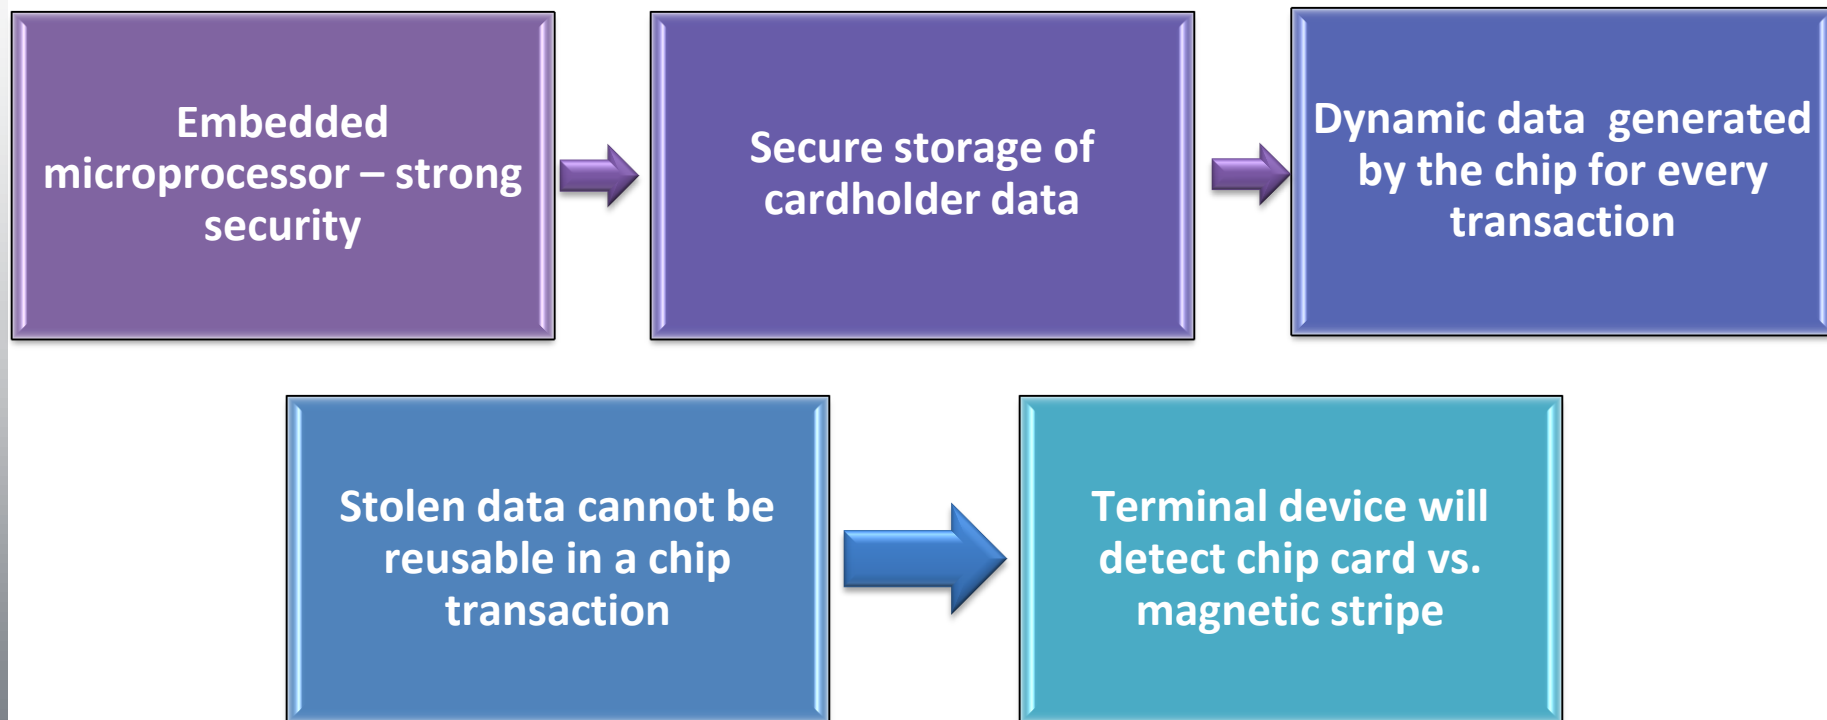 Embedded
microprocessor – strong
security
Secure storage of
cardholder data
Dynamic data  generated
by the chip for every
transaction
Stolen data cannot be
reusable in a chip
transaction
Terminal device will
detect chip card vs.
magnetic stripe